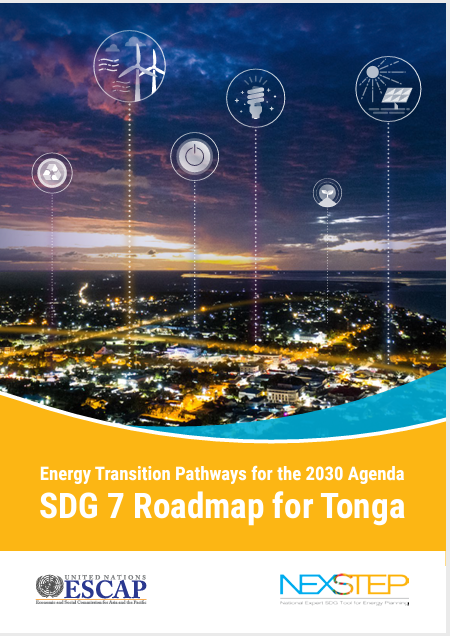 Energy Transition Pathways for the 2030 Agenda
SDG 7 Roadmap for Tonga
UNITED NATIONS
ESCAP
Economic and Social Commission for Asia and the Pacific
NEXSTEP
National Expert SDG Tool for Energy Planning